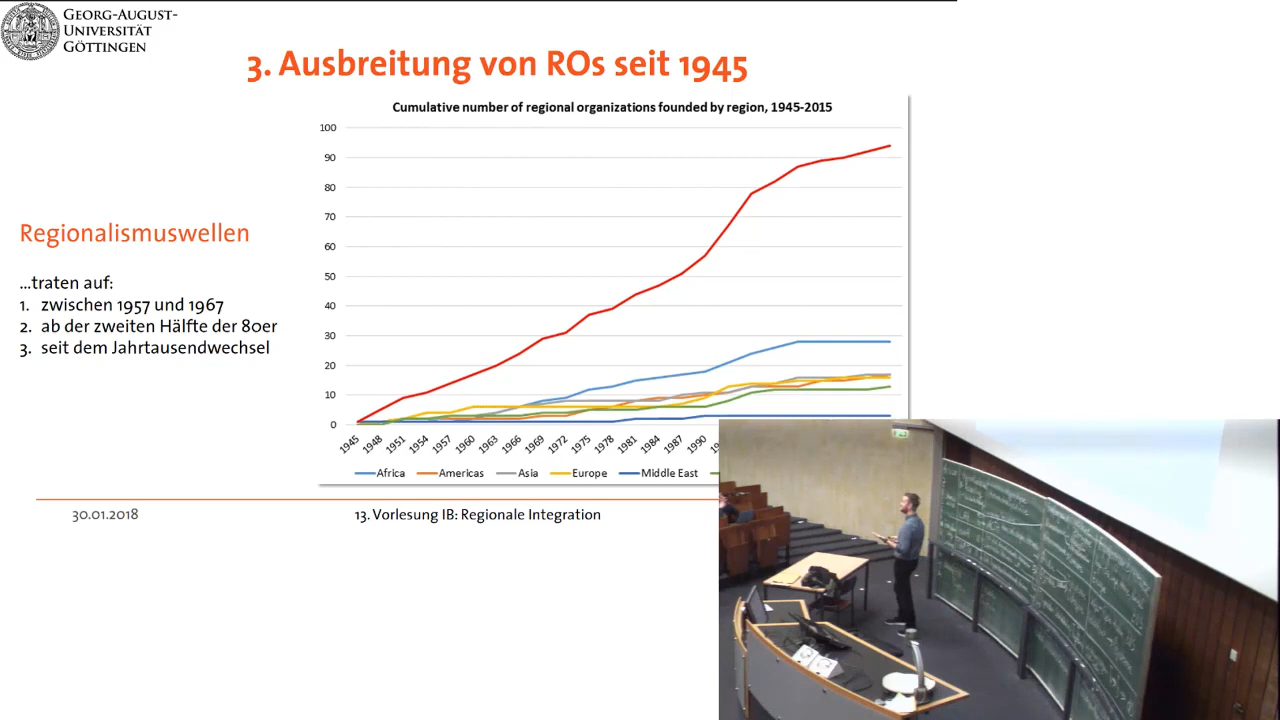 GEORG-AUGUST-
UNIVERSITÄT
GÖTTINGEN
3. Ausbreitung von ROs seit 1945
Cumulative number of regional organizations founded by region, 1945-2015
100
90
80
70
60
50
40
30
20
10
0
1945 1948 1951 1954 1957 1960 1963 1966 1969 1972 1975 1978 1981 1984 1987 1990
Africa Americas Asia Europe Middle East
Regionalismuswellen
...traten auf:
1. zwischen 1957 und 1967
2. ab der zweiten Hälfte der 80er
3. seit dem Jahrtausendwechsel
30.01.2018 13. Vorlesung IB: Regionale Integration